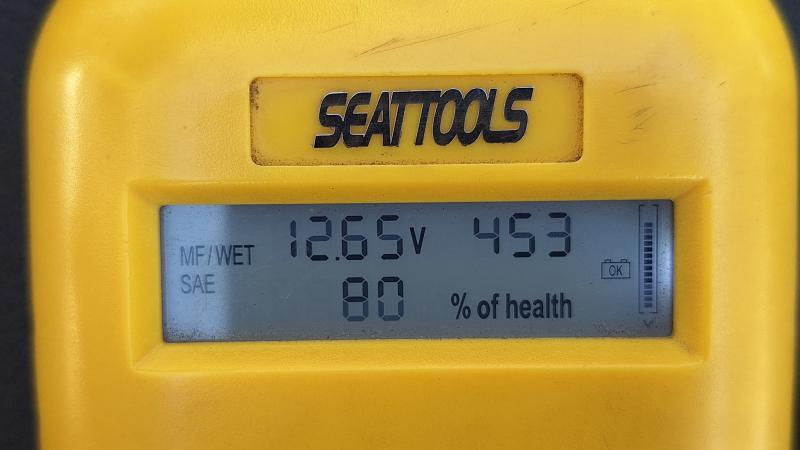 SEATTOOLS
MF/WET 12.65V 453
SAE OK
80 % of health